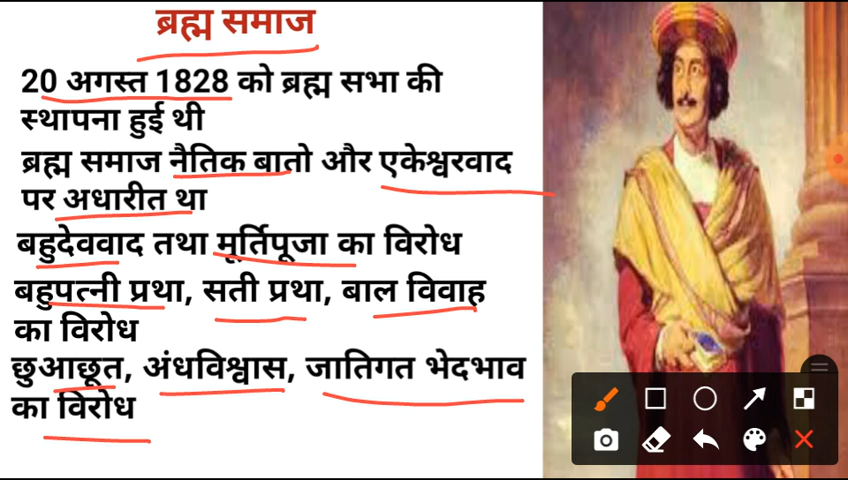 ब्रह्म समाज
20 अगस्त 1828 को ब्रह्म सभा की
स्थापना हुई थी
ब्रह्म समाज नैतिक बातो और एकेश्वरवाद
पर अधारीत था
बहुदेववाद तथा मूर्तिपूजा का विरोध
बहुपत्नी प्रथा, सती प्रथा, बाल विवाह
का विरोध
छुआछूत, अंधविश्वास, जातिगत भेदभाव
का विरोध